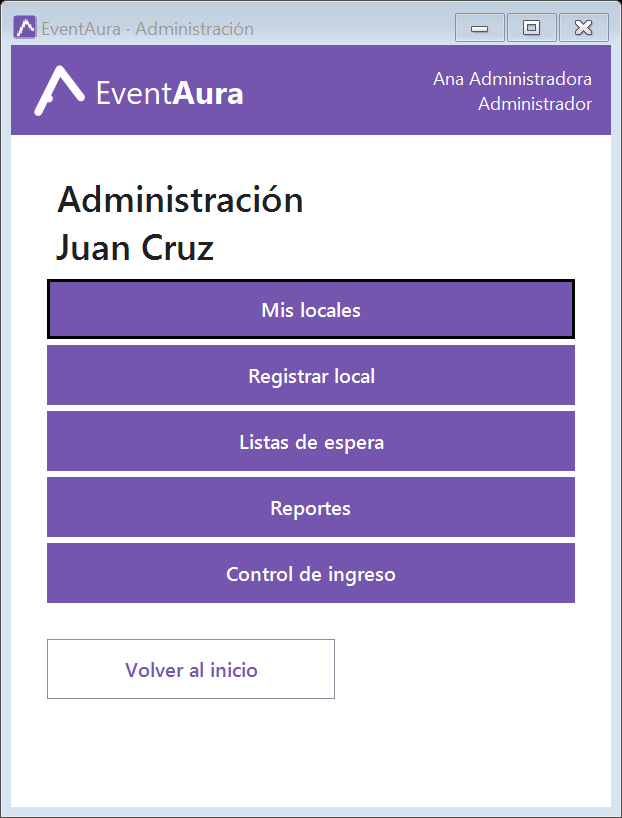 EventAura · Administración
EventAura
Ana Administradora
Administrador
Administración
Juan Cruz
Mis locales
Registrar local
Listas de espera
Reportes
Control de ingreso
Volver al inicio